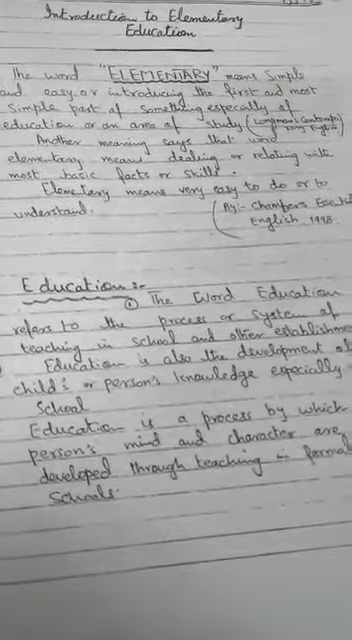 Introduction to Elementary
Education
The word "ELEMENTARY" means Simple
and easy or introducing the first and most
Simple part of something especially of
education or an area of study (Longman's Contempo
rary English)
Another meaning says that word
elementary means dealing or relating with
most basic facts or skills.
Elementary means very easy to do or to
understand.
(By:- Chambers Essential
English, 1998
Education:-
① The Word Education
refers to the process or system of
teaching in school and other establishme
Education is also the development of
child's or person's knowledge especially
School
Education is a process by which
person's mind and character are
developed through teaching in formal
Schools.